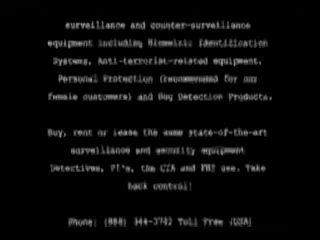 surveillance and counter-surveillance
equipment including Biometric Identification
Systems, Anti-terrorist-related equipment,
Personal Protection (recommended for our
female customers) and Bug Detection Products.
Buy, rent or lease the same state-of-the-art
surveillance and security equipment
Detectives, PI's, the CIA and FBI use. Take
back control!
Phone: (888) Toll Free (USA)